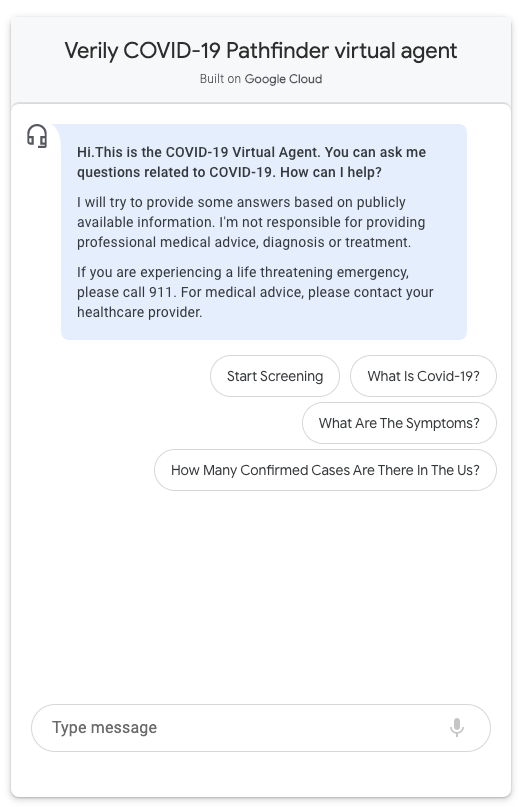 Verily COVID-19 Pathfinder virtual agent
Built on Google Cloud
Hi.This is the COVID-19 Virtual Agent. You can ask me
questions related to COVID-19. How can I help?
I will try to provide some answers based on publicly
available information. I'm not responsible for providing
professional medical advice, diagnosis or treatment.
If you are experiencing a life threatening emergency,
please call 911. For medical advice, please contact your
healthcare provider.
Start Screening
What Is Covid-19?
What Are The Symptoms?
How Many Confirmed Cases Are There In The Us?
Type message